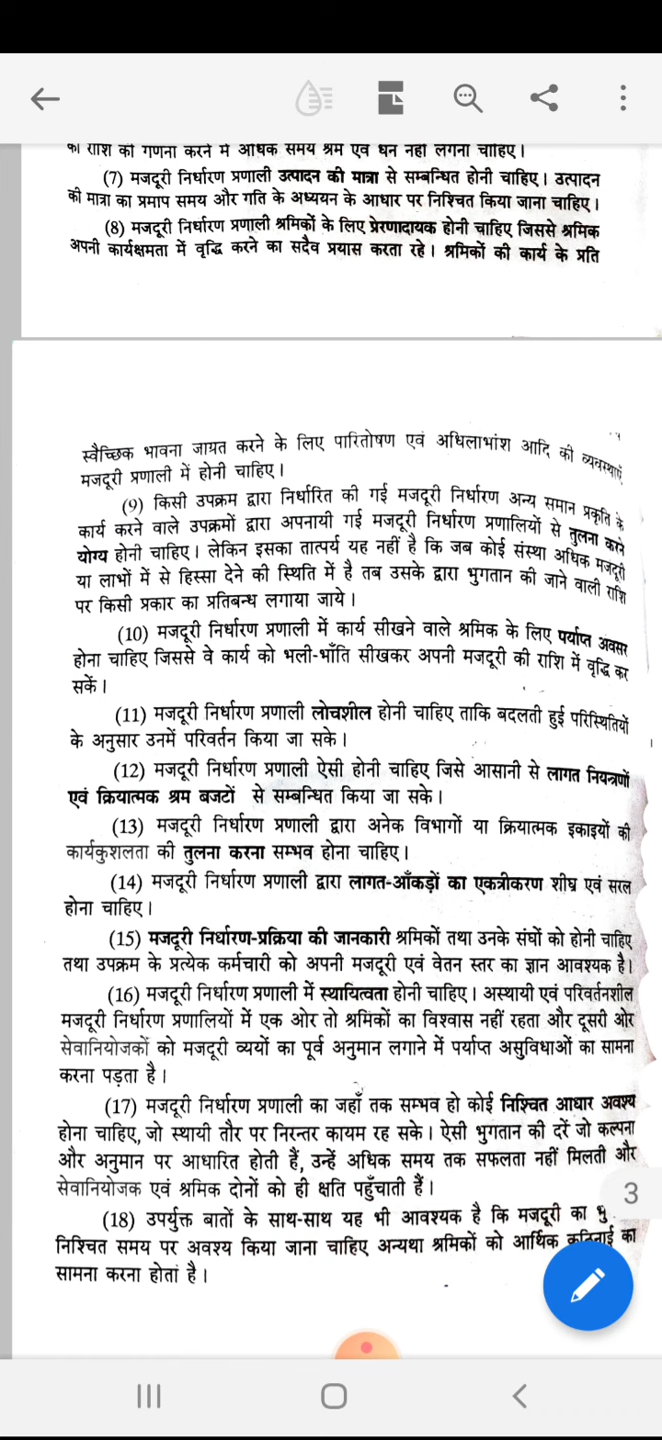 की राशि की गणना करने में अधिक समय श्रम एवं धन नहीं लगना चाहिए।
(7) मजदूरी निर्धारण प्रणाली उत्पादन की मात्रा से सम्बन्धित होनी चाहिए। उत्पादन
की मात्रा का प्रमाप समय और गति के अध्ययन के आधार पर निश्चित किया जाना चाहिए।
(8) मजदूरी निर्धारण प्रणाली श्रमिकों के लिए प्रेरणादायक होनी चाहिए जिससे श्रमिक
अपनी कार्यक्षमता में वृद्धि करने का सदैव प्रयास करता रहे। श्रमिकों की कार्य के प्रति
स्वैच्छिक भावना जाग्रत करने के लिए पारितोषण एवं अधिलाभांश आदि की व्यवस्थाएँ
मजदूरी प्रणाली में होनी चाहिए।
(9) किसी उपक्रम द्वारा निर्धारित की गई मजदूरी निर्धारण अन्य समान प्रकृति के
कार्य करने वाले उपक्रमों द्वारा अपनायी गई मजदूरी निर्धारण प्रणालियों से तुलना करने
योग्य होनी चाहिए। लेकिन इसका तात्पर्य यह नहीं है कि जब कोई संस्था अधिक मजदूरी
या लाभों में से हिस्सा देने की स्थिति में है तब उसके द्वारा भुगतान की जाने वाली राशि
पर किसी प्रकार का प्रतिबन्ध लगाया जाये।
(10) मजदूरी निर्धारण प्रणाली में कार्य सीखने वाले श्रमिक के लिए पर्याप्त अवसर
होना चाहिए जिससे वे कार्य को भली-भाँति सीखकर अपनी मजदूरी की राशि में वृद्धि कर
सकें।
(11) मजदूरी निर्धारण प्रणाली लोचशील होनी चाहिए ताकि बदलती हुई परिस्थितियों
के अनुसार उनमें परिवर्तन किया जा सके।
(12) मजदूरी निर्धारण प्रणाली ऐसी होनी चाहिए जिसे आसानी से लागत नियन्त्रणों
एवं क्रियात्मक श्रम बजटों से सम्बन्धित किया जा सके।
(13) मजदूरी निर्धारण प्रणाली द्वारा अनेक विभागों या क्रियात्मक इकाइयों की
कार्यकुशलता की तुलना करना सम्भव होना चाहिए।
(14) मजदूरी निर्धारण प्रणाली द्वारा लागत-आँकड़ों का एकत्रीकरण शीघ्र एवं सरल
होना चाहिए।
(15) मजदूरी निर्धारण-प्रक्रिया की जानकारी श्रमिकों तथा उनके संघों को होनी चाहिए
तथा उपक्रम के प्रत्येक कर्मचारी को अपनी मजदूरी एवं वेतन स्तर का ज्ञान आवश्यक है।
(16) मजदूरी निर्धारण प्रणाली में स्थायित्वता होनी चाहिए। अस्थायी एवं परिवर्तनशील
मजदूरी निर्धारण प्रणालियों में एक ओर तो श्रमिकों का विश्वास नहीं रहता और दूसरी ओर
सेवानियोजकों को मजदूरी व्ययों का पूर्व अनुमान लगाने में पर्याप्त असुविधाओं का सामना
करना पड़ता है।
(17) मजदूरी निर्धारण प्रणाली का जहाँ तक सम्भव हो कोई निश्चित आधार अवश्य
होना चाहिए, जो स्थायी तौर पर निरन्तर कायम रह सके। ऐसी भुगतान की दरें जो कल्पना
और अनुमान पर आधारित होती हैं, उन्हें अधिक समय तक सफलता नहीं मिलती और
सेवानियोजक एवं श्रमिक दोनों को ही क्षति पहुँचाती हैं।
3
(18) उपर्युक्त बातों के साथ-साथ यह भी आवश्यक है कि मजदूरी का भु
निश्चित समय पर अवश्य किया जाना चाहिए अन्यथा श्रमिकों को आर्थिक कठिनाई का
सामना करना होता है।